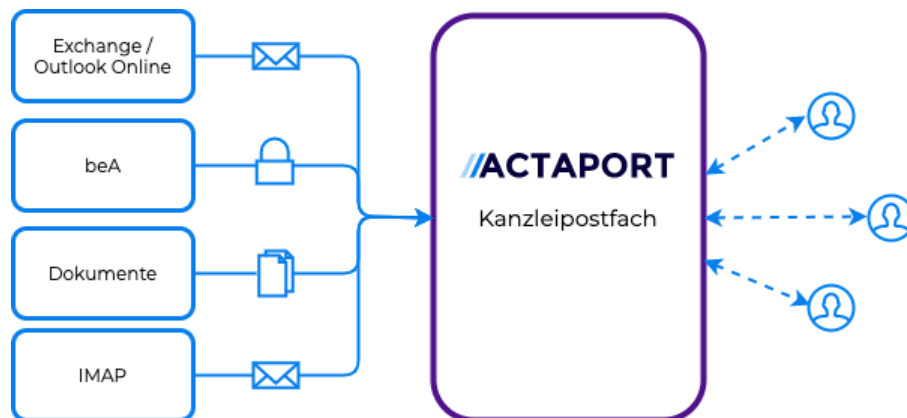 Exchange /
Outlook Online
beA
Dokumente
IMAP
//ACTAPORT
Kanzleipostfach